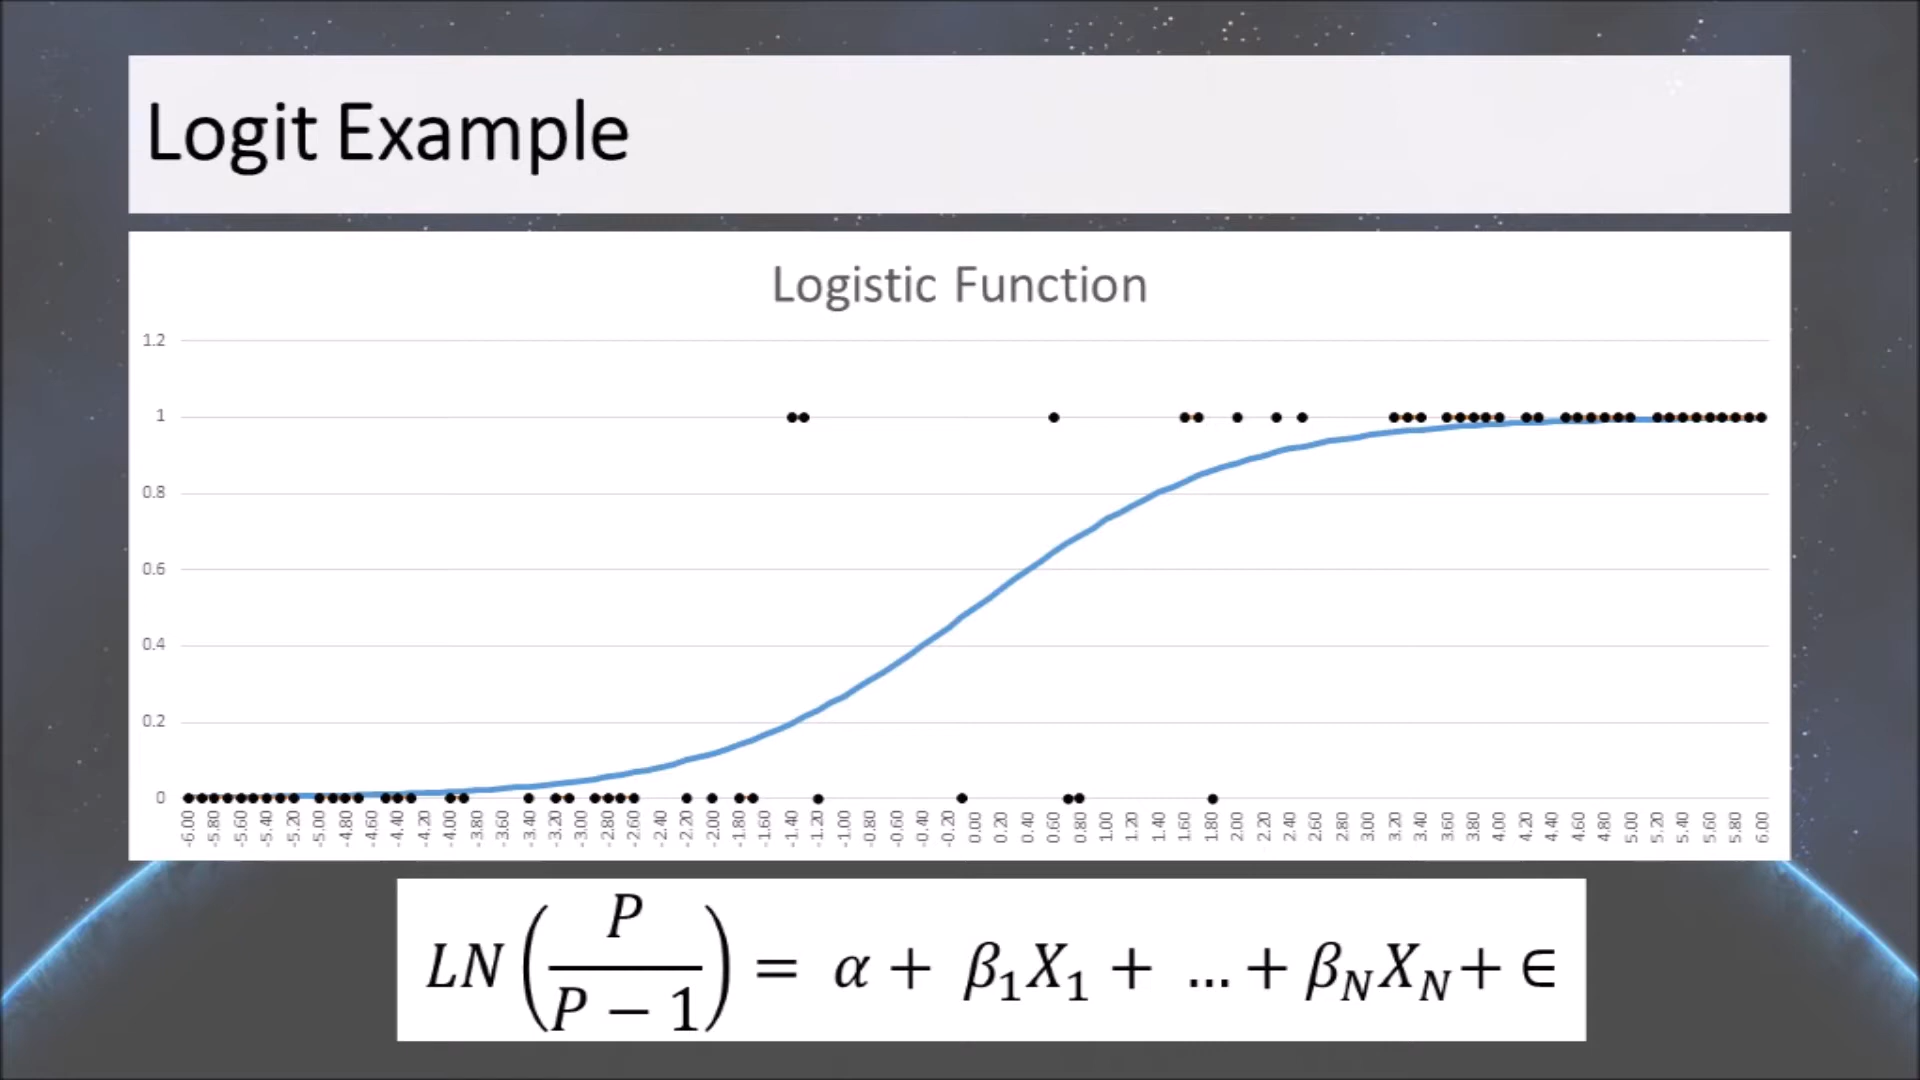 Logit Example
Logistic Function
1.2
1
0.8
0.6
0.4
0.2
0
-6.00 -5.80 -5.60 -5.40 -5.20 -5.00 -4.80 -4.60 -4.40 -4.20 -4.00 -3.80 -3.60 -3.40 -3.20 -3.00 -2.80 -2.60 -2.40 -2.20 -2.00 -1.80 -1.60 -1.40 -1.20 -1.00 -0.80 -0.60 -0.40 -0.20 0.00 0.20 0.40 0.60 0.80 1.00 1.20 1.40 1.60 1.80 2.00 2.20 2.40 2.60 2.80 3.00 3.20 3.40 3.60 3.80 4.00 4.20 4.40 4.60 4.80 5.00 5.20 5.40 5.60 5.80 6.00
LN(P / P − 1) = α + β₁X₁ + … + β_N X_N + ∈